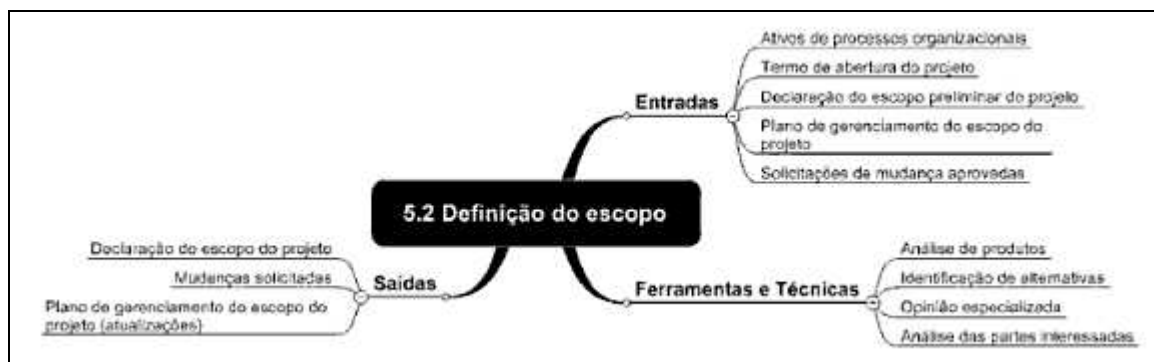 Ativos de processos organizacionais
Termo de abertura do projeto
Declaração do escopo preliminar do projeto
Plano de gerenciamento do escopo do
projeto
Solicitações de mudança aprovadas
Entradas
5.2 Definição do escopo
Declaração do escopo do projeto
Mudanças solicitadas
Plano de gerenciamento do escopo do
projeto (atualizações)
Saídas
Ferramentas e Técnicas
Análise de produtos
Identificação de alternativas
Opinião especializada
Análise das partes interessadas